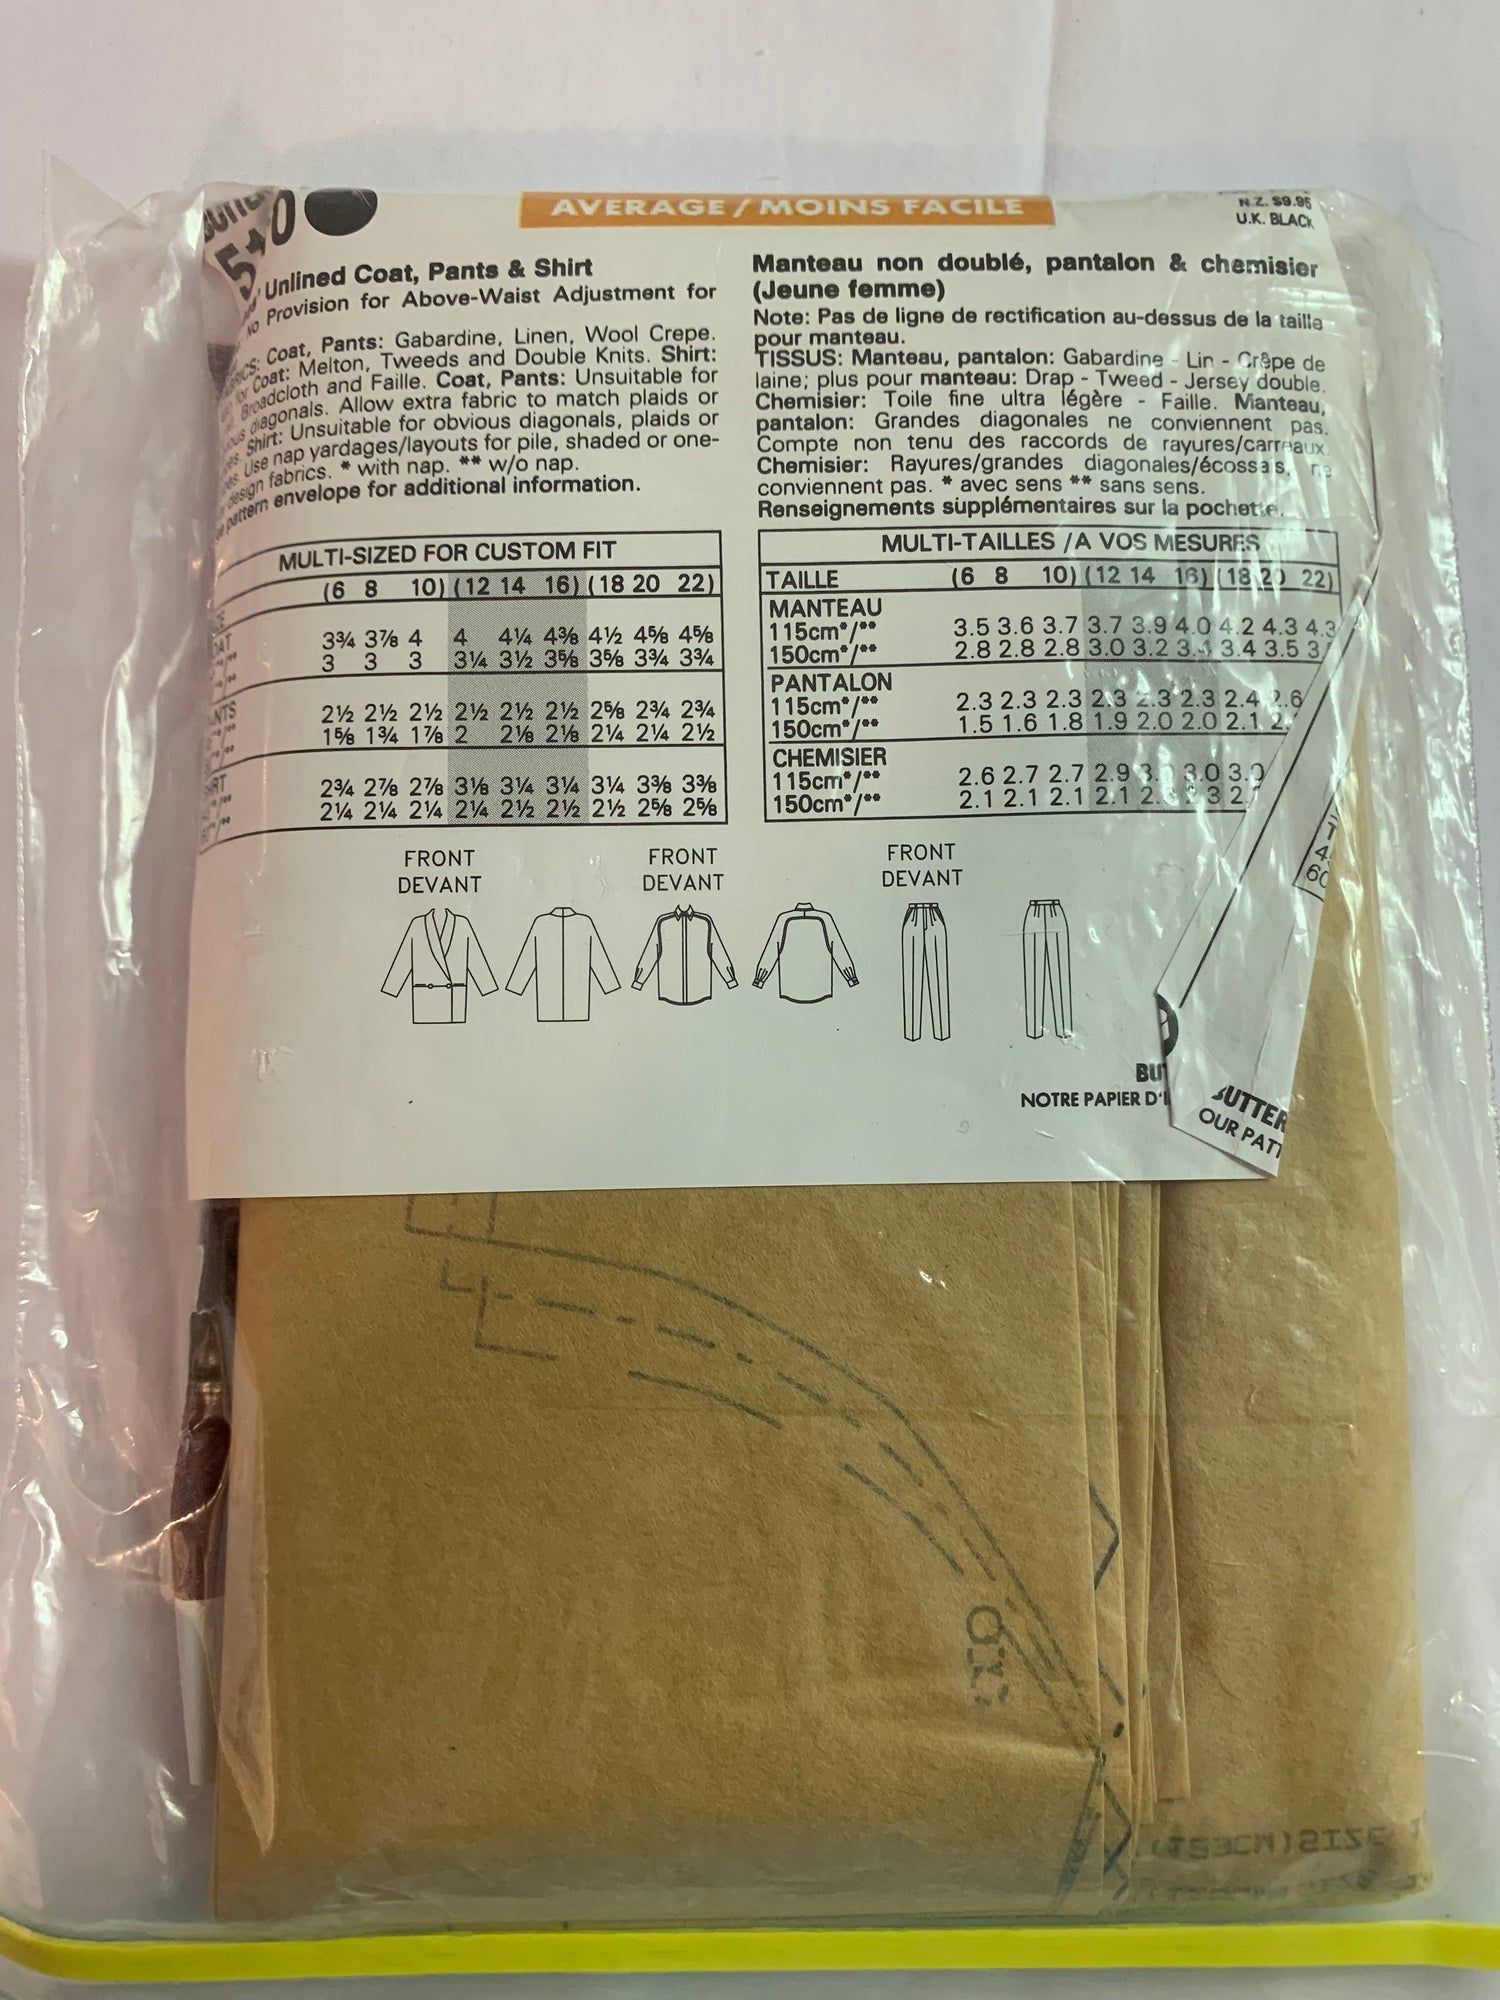 AVERAGE / MOINS FACILE
N.Z. $9.95
U.K. BLACK
Unlined Coat, Pants & Shirt
No Provision for Above-Waist Adjustment for
Coat, Pants: Gabardine, Linen, Wool Crepe.
for Coat: Melton, Tweeds and Double Knits. Shirt:
Broadcloth and Faille. Coat, Pants: Unsuitable for
diagonals. Allow extra fabric to match plaids or
Shirt: Unsuitable for obvious diagonals, plaids or
Use nap yardages/layouts for pile, shaded or one-
design fabrics. * with nap. ** w/o nap.
pattern envelope for additional information.
MULTI-SIZED FOR CUSTOM FIT
(6 8 10) (12 14 16) (18 20 22)
3¾ 3⅞ 4 4 4¼ 4⅜ 4½ 4⅝ 4⅝
3 3 3 3¼ 3½ 3⅝ 3⅝ 3¾ 3¾
2½ 2½ 2½ 2½ 2½ 2½ 2⅝ 2¾ 2¾
1⅝ 1¾ 1⅞ 2 2⅛ 2⅛ 2¼ 2¼ 2½
2¾ 2⅞ 2⅞ 3⅛ 3¼ 3¼ 3¼ 3⅜ 3⅜
2¼ 2¼ 2¼ 2¼ 2½ 2½ 2½ 2⅝ 2⅝
Manteau non doublé, pantalon & chemisier
(Jeune femme)
Note: Pas de ligne de rectification au-dessus de la taille
pour manteau.
TISSUS: Manteau, pantalon: Gabardine - Lin - Crêpe de
laine; plus pour manteau: Drap - Tweed - Jersey double.
Chemisier: Toile fine ultra légère - Faille. Manteau,
pantalon: Grandes diagonales ne conviennent pas.
Compte non tenu des raccords de rayures/carreaux.
Chemisier: Rayures/grandes diagonales/écossais, ne
conviennent pas. * avec sens ** sans sens.
Renseignements supplémentaires sur la pochette.
MULTI-TAILLES /A VOS MESURES
TAILLE (6 8 10) (12 14 16) (18 20 22)
MANTEAU
115cm*/** 3.5 3.6 3.7 3.7 3.9 4.0 4.2 4.3 4.3
150cm*/** 2.8 2.8 2.8 3.0 3.2 3.4 3.5
PANTALON
115cm*/** 2.3 2.3 2.3 2.3 2.3 2.3 2.4 2.6
150cm*/** 1.5 1.6 1.8 1.9 2.0 2.0 2.1
CHEMISIER
115cm*/** 2.6 2.7 2.7 2.9 3.0 3.0
150cm*/** 2.1 2.1 2.1 2.1
FRONT FRONT FRONT
DEVANT DEVANT DEVANT
NOTRE PAPIER
BUTTER
OUR PATT
SIZE